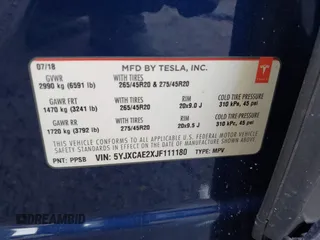 07/18
MFD BY TESLA, INC.
TESLA
GVWR
2990 kg (6591 lb)
WITH TIRES
265/45R20 & 275/45R20
GAWR FRT
1470 kg (3241 lb)
WITH TIRES
265/45R20
RIM
20x9.0 J
COLD TIRE PRESSURE
310 kPa, 45 psi
GAWR RR
1720 kg (3792 lb)
WITH TIRES
275/45R20
RIM
20x9.5 J
COLD TIRE PRESSURE
310 kPa, 45 psi
THIS VEHICLE CONFORMS TO ALL APPLICABLE U.S. FEDERAL MOTOR VEHICLE
SAFETY STANDARDS IN EFFECT ON THE DATE OF MANUFACTURE SHOWN ABOVE.
PNT: PPSB
VIN: 5YJXCAE2XJF111180
TYPE: MPV
DREAMBID